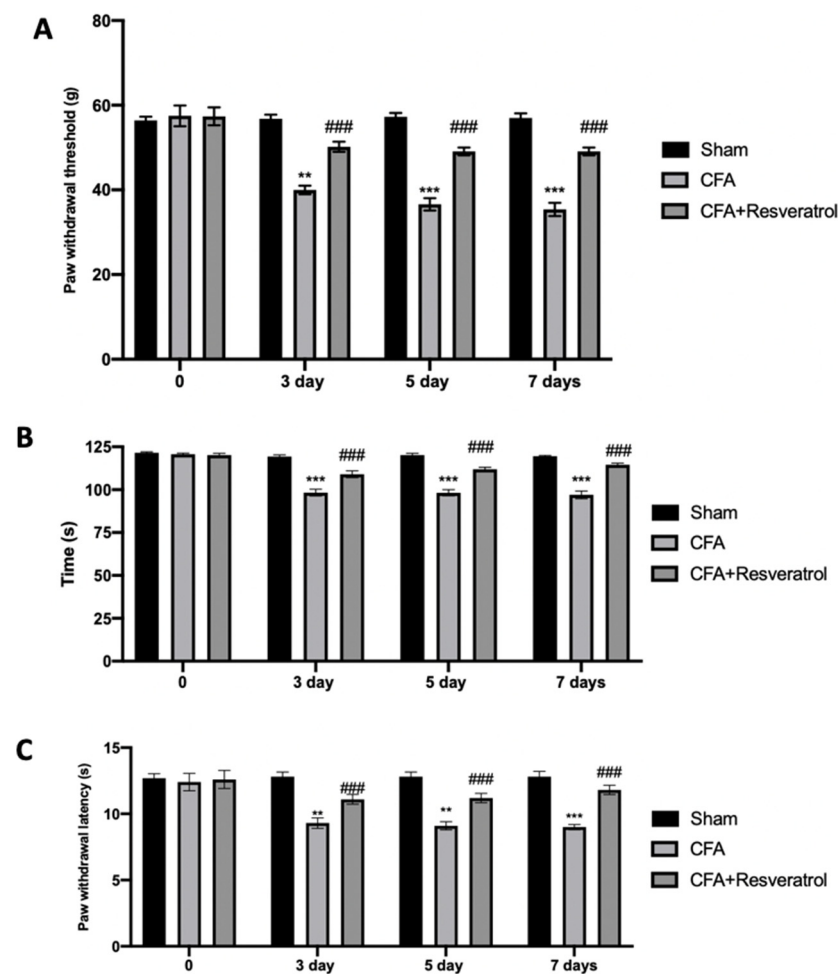 A
Paw withdrawal threshold (g)
80
60
40
20
0
###
###
###
**
***
***
0
3 day
5 day
7 days
Sham
CFA
CFA+Resveratrol
B
Time (s)
125
100
75
50
25
0
###
###
###
***
***
***
0
3 day
5 day
7 days
Sham
CFA
CFA+Resveratrol
C
Paw withdrawal latency (s)
15
10
5
0
###
###
###
**
**
***
0
3 day
5 day
7 days
Sham
CFA
CFA+Resveratrol